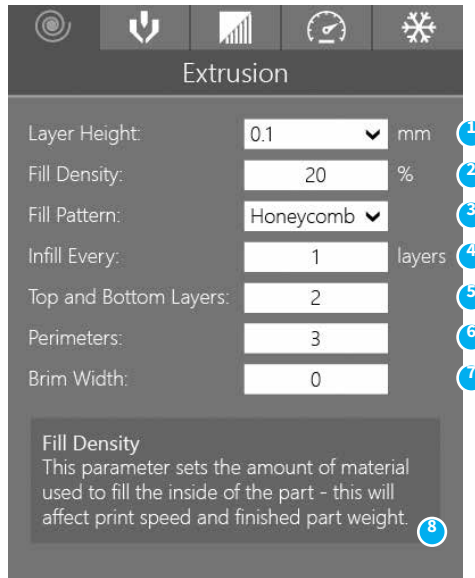 Extrusion
Layer Height: 0.1 mm 1
Fill Density: 20 % 2
Fill Pattern: Honeycomb 3
Infill Every: 1 layers 4
Top and Bottom Layers: 2 5
Perimeters: 3 6
Brim Width: 0 7
Fill Density
This parameter sets the amount of material
used to fill the inside of the part - this will
affect print speed and finished part weight. 8